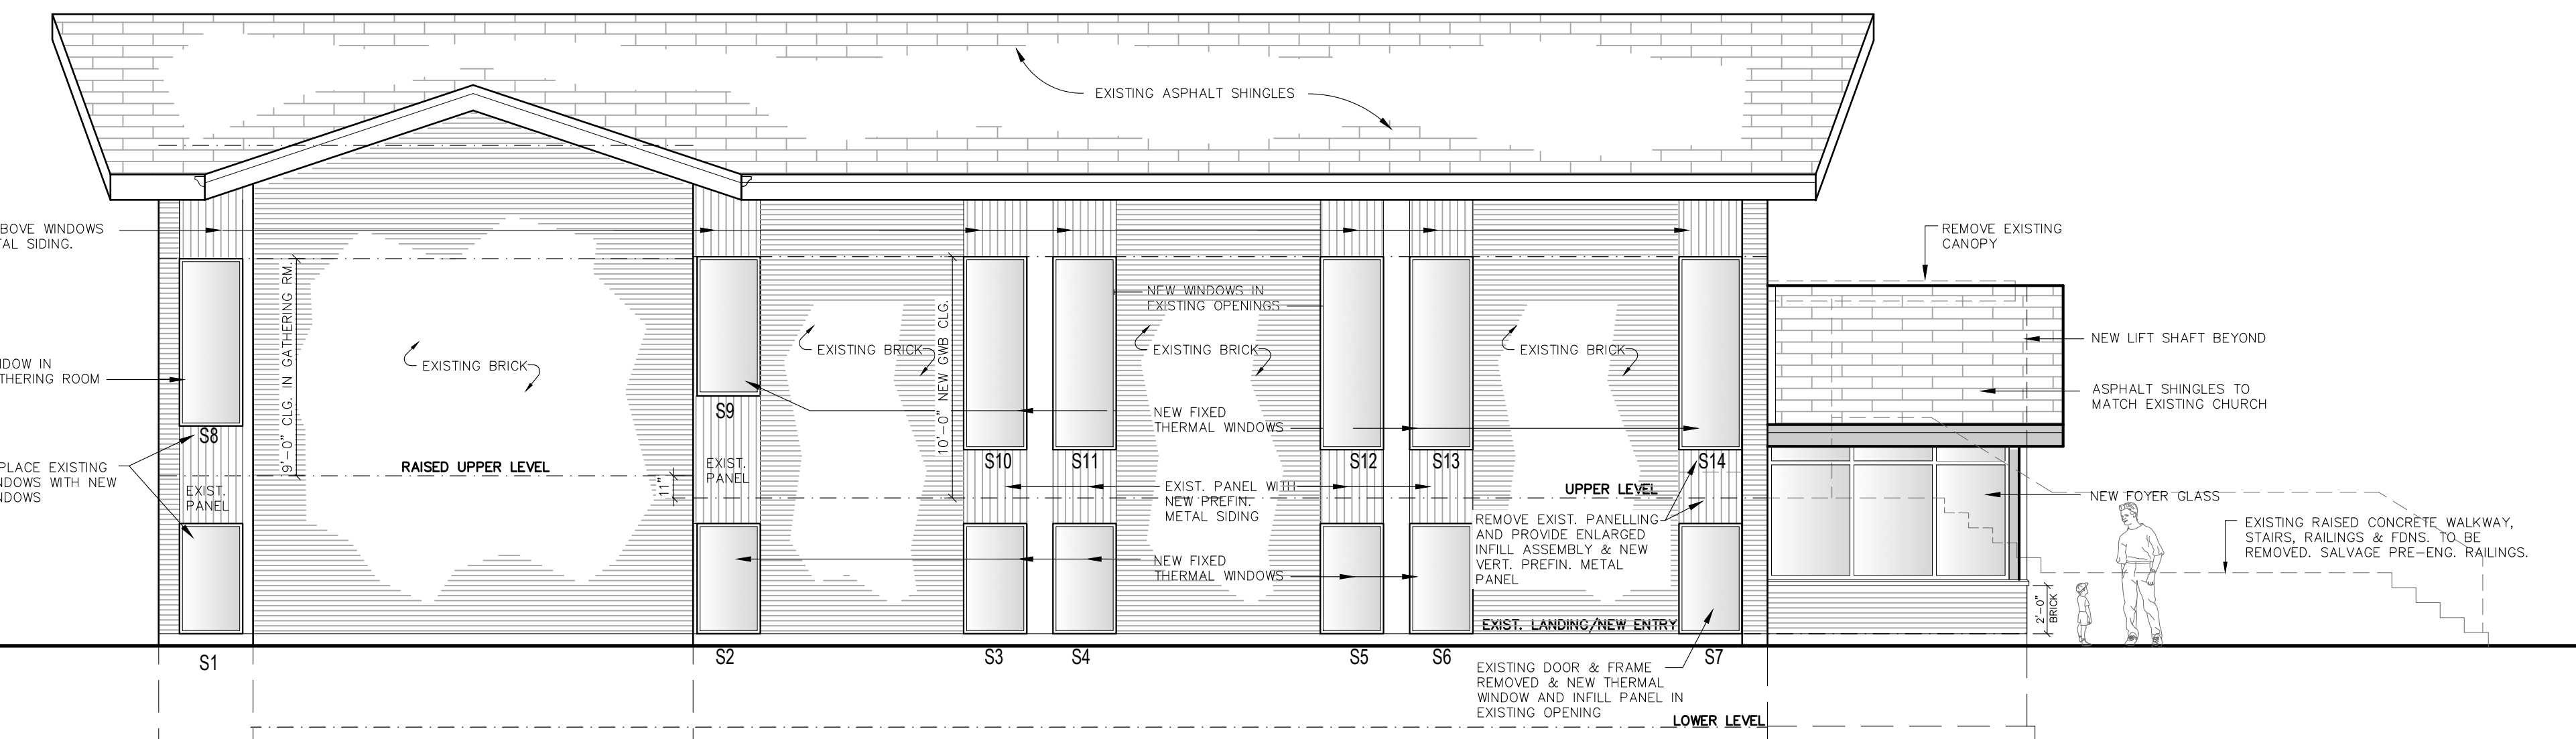 EXISTING ASPHALT SHINGLES
BOVE WINDOWS
TAL SIDING.
REMOVE EXISTING
CANOPY
9'-0" CLG. IN GATHERING RM.
10'-0" NEW GWB CLG.
NEW WINDOWS IN
EXISTING OPENINGS
NEW LIFT SHAFT BEYOND
EXISTING BRICK
EXISTING BRICK
EXISTING BRICK
EXISTING BRICK
NDOW IN
THERING ROOM
ASPHALT SHINGLES TO
MATCH EXISTING CHURCH
S9
NEW FIXED
THERMAL WINDOWS
S8
S10
S11
S12
S13
S14
PLACE EXISTING
NDOWS WITH NEW
NDOWS
RAISED UPPER LEVEL
EXIST.
PANEL
EXIST.
PANEL
11"
EXIST. PANEL WITH
NEW PREFIN.
METAL SIDING
UPPER LEVEL
NEW FOYER GLASS
REMOVE EXIST. PANELLING
AND PROVIDE ENLARGED
INFILL ASSEMBLY & NEW
VERT. PREFIN. METAL
PANEL
EXISTING RAISED CONCRETE WALKWAY,
STAIRS, RAILINGS & FDNS. TO BE
REMOVED. SALVAGE PRE-ENG. RAILINGS.
NEW FIXED
THERMAL WINDOWS
2'-0"
BRICK
EXIST. LANDING/NEW ENTRY
S1
S2
S3
S4
S5
S6
S7
EXISTING DOOR & FRAME
REMOVED & NEW THERMAL
WINDOW AND INFILL PANEL IN
EXISTING OPENING
LOWER LEVEL